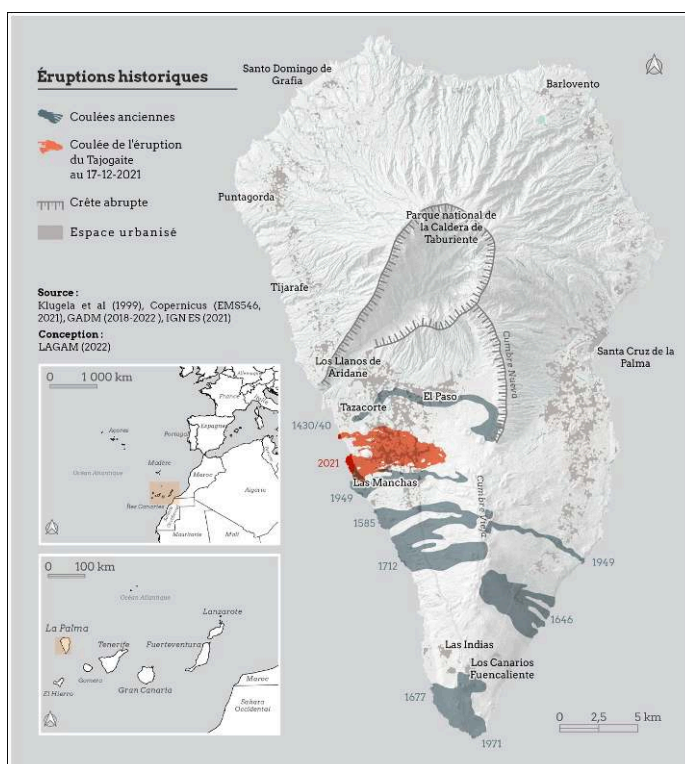 Éruptions historiques
Coulées anciennes
Coulée de l'éruption
du Tajogaite
au 17-12-2021
Crête abrupte
Espace urbanisé
Source :
Klugela et al (1999), Copernicus (EMS546,
2021), GADM (2018-2022 ), IGN ES (2021)
Conception :
LAGAM (2022)
Santo Domingo de
Grafia
Barlovento
Puntagorda
Parque national de
la Caldera de
Taburiente
Tijarafe
Cumbre Nueva
Santa Cruz de la
Palma
Los Llanos de
Aridane
El Paso
Tazacorte
1430/40
2021
Las Manchas
1949
Cumbre Vieja
1585
1712
1949
1646
Las Indias
Los Canarios
Fuencaliente
1677
1971
0 2,5 5 km
0 1 000 km
France
Açores
Portugal
Espagne
Océan Atlantique
Madère
Maroc
Iles Canaries
Algérie
Mauritanie
Mali
0 100 km
Océan Atlantique
Lanzarote
La Palma
Tenerife
Fuerteventura
Gomera
El Hierro
Gran Canaria
Maroc
Sahara
Occidental